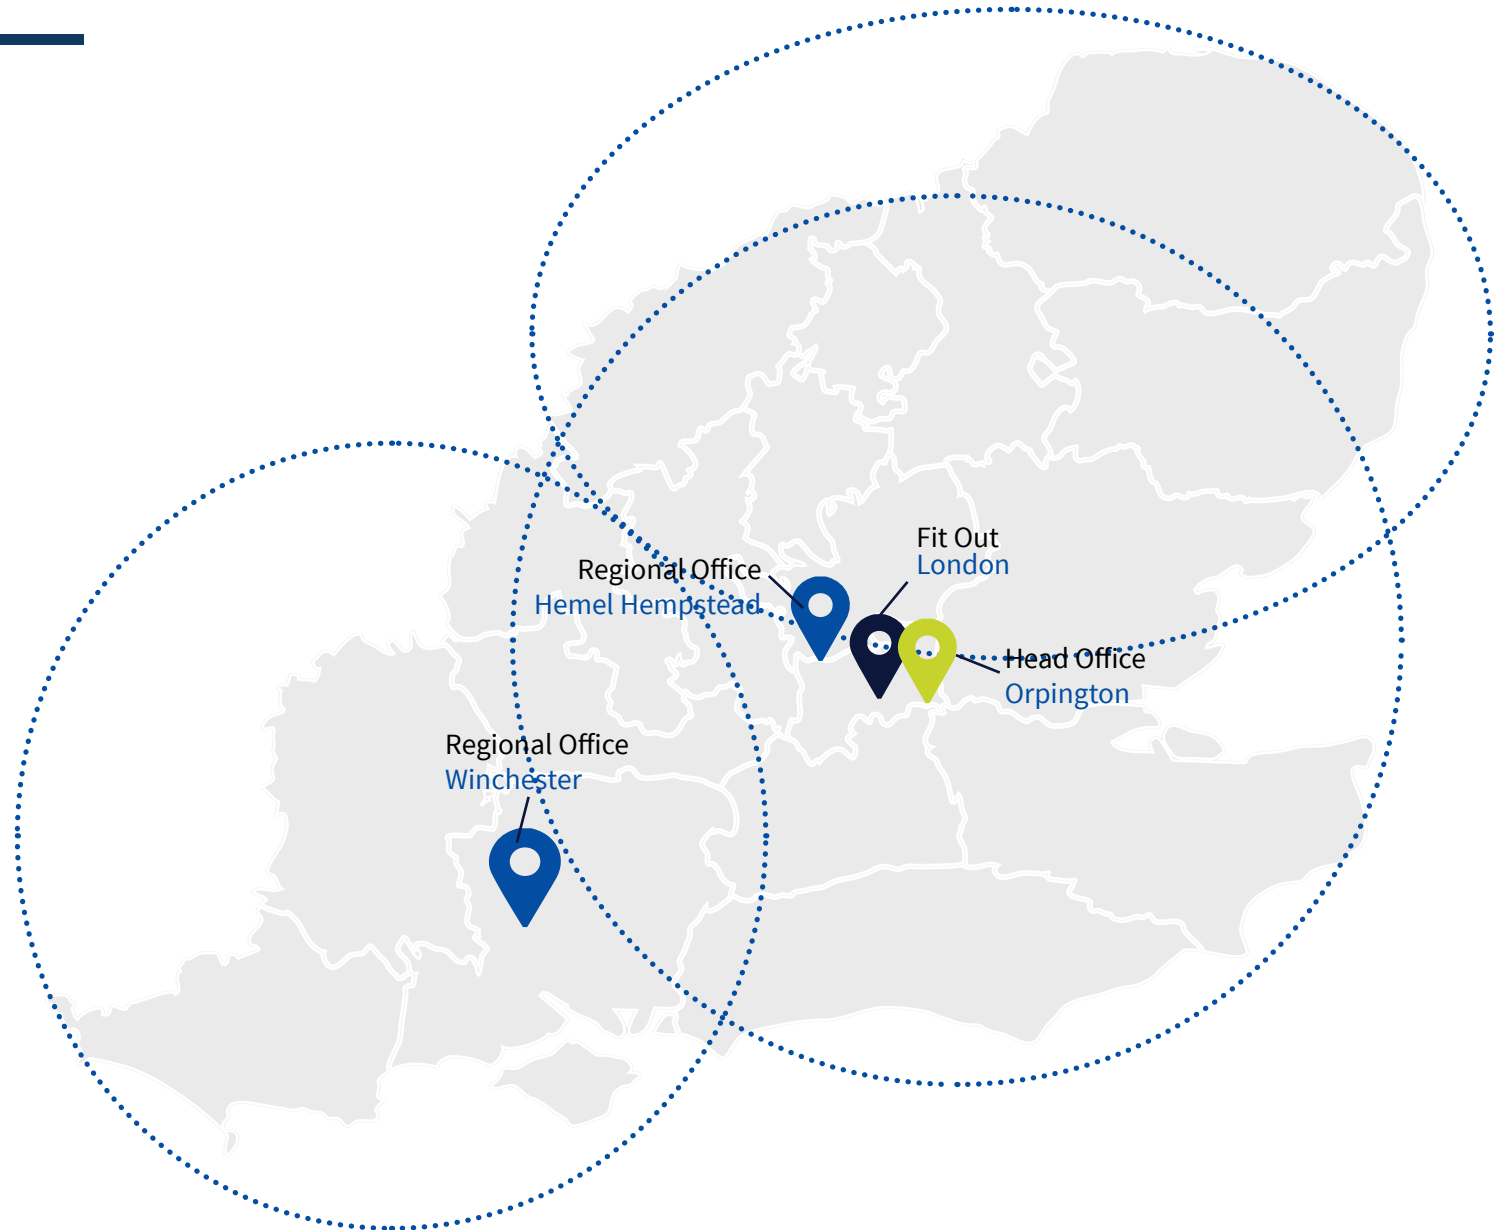 Fit Out
London
Regional Office
Hemel Hempstead
Head Office
Orpington
Regional Office
Winchester